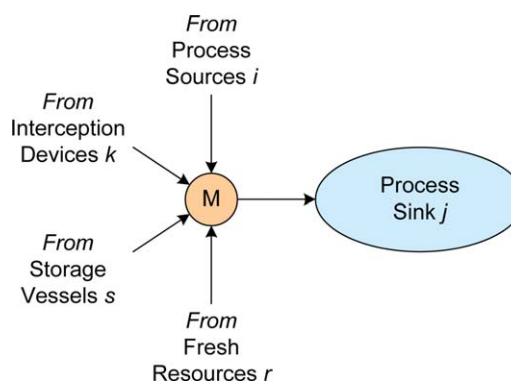 From
Process
Sources i
From
Interception
Devices k
M
Process
Sink j
From
Storage
Vessels s
From
Fresh
Resources r